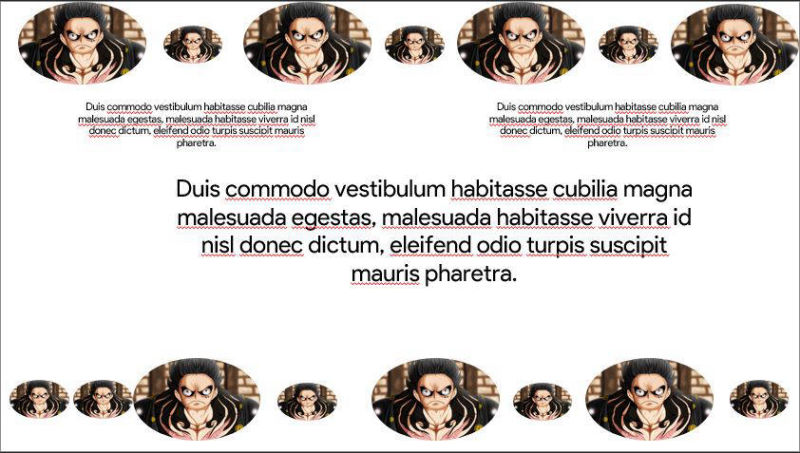 Duis commodo vestibulum habitasse cubilia magna
malesuada egestas, malesuada habitasse viverra id nisl
donec dictum, eleifend odio turpis suscipit mauris
pharetra.
Duis commodo vestibulum habitasse cubilia magna
malesuada egestas, malesuada habitasse viverra id nisl
donec dictum, eleifend odio turpis suscipit mauris
pharetra.
Duis commodo vestibulum habitasse cubilia magna
malesuada egestas, malesuada habitasse viverra id
nisl donec dictum, eleifend odio turpis suscipit
mauris pharetra.